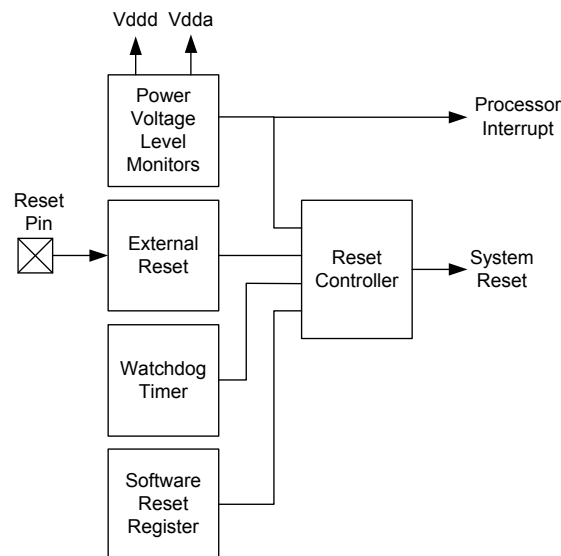 Vddd Vdda
Power
Voltage
Level
Monitors
Processor
Interrupt
Reset
Pin
External
Reset
Reset
Controller
System
Reset
Watchdog
Timer
Software
Reset
Register